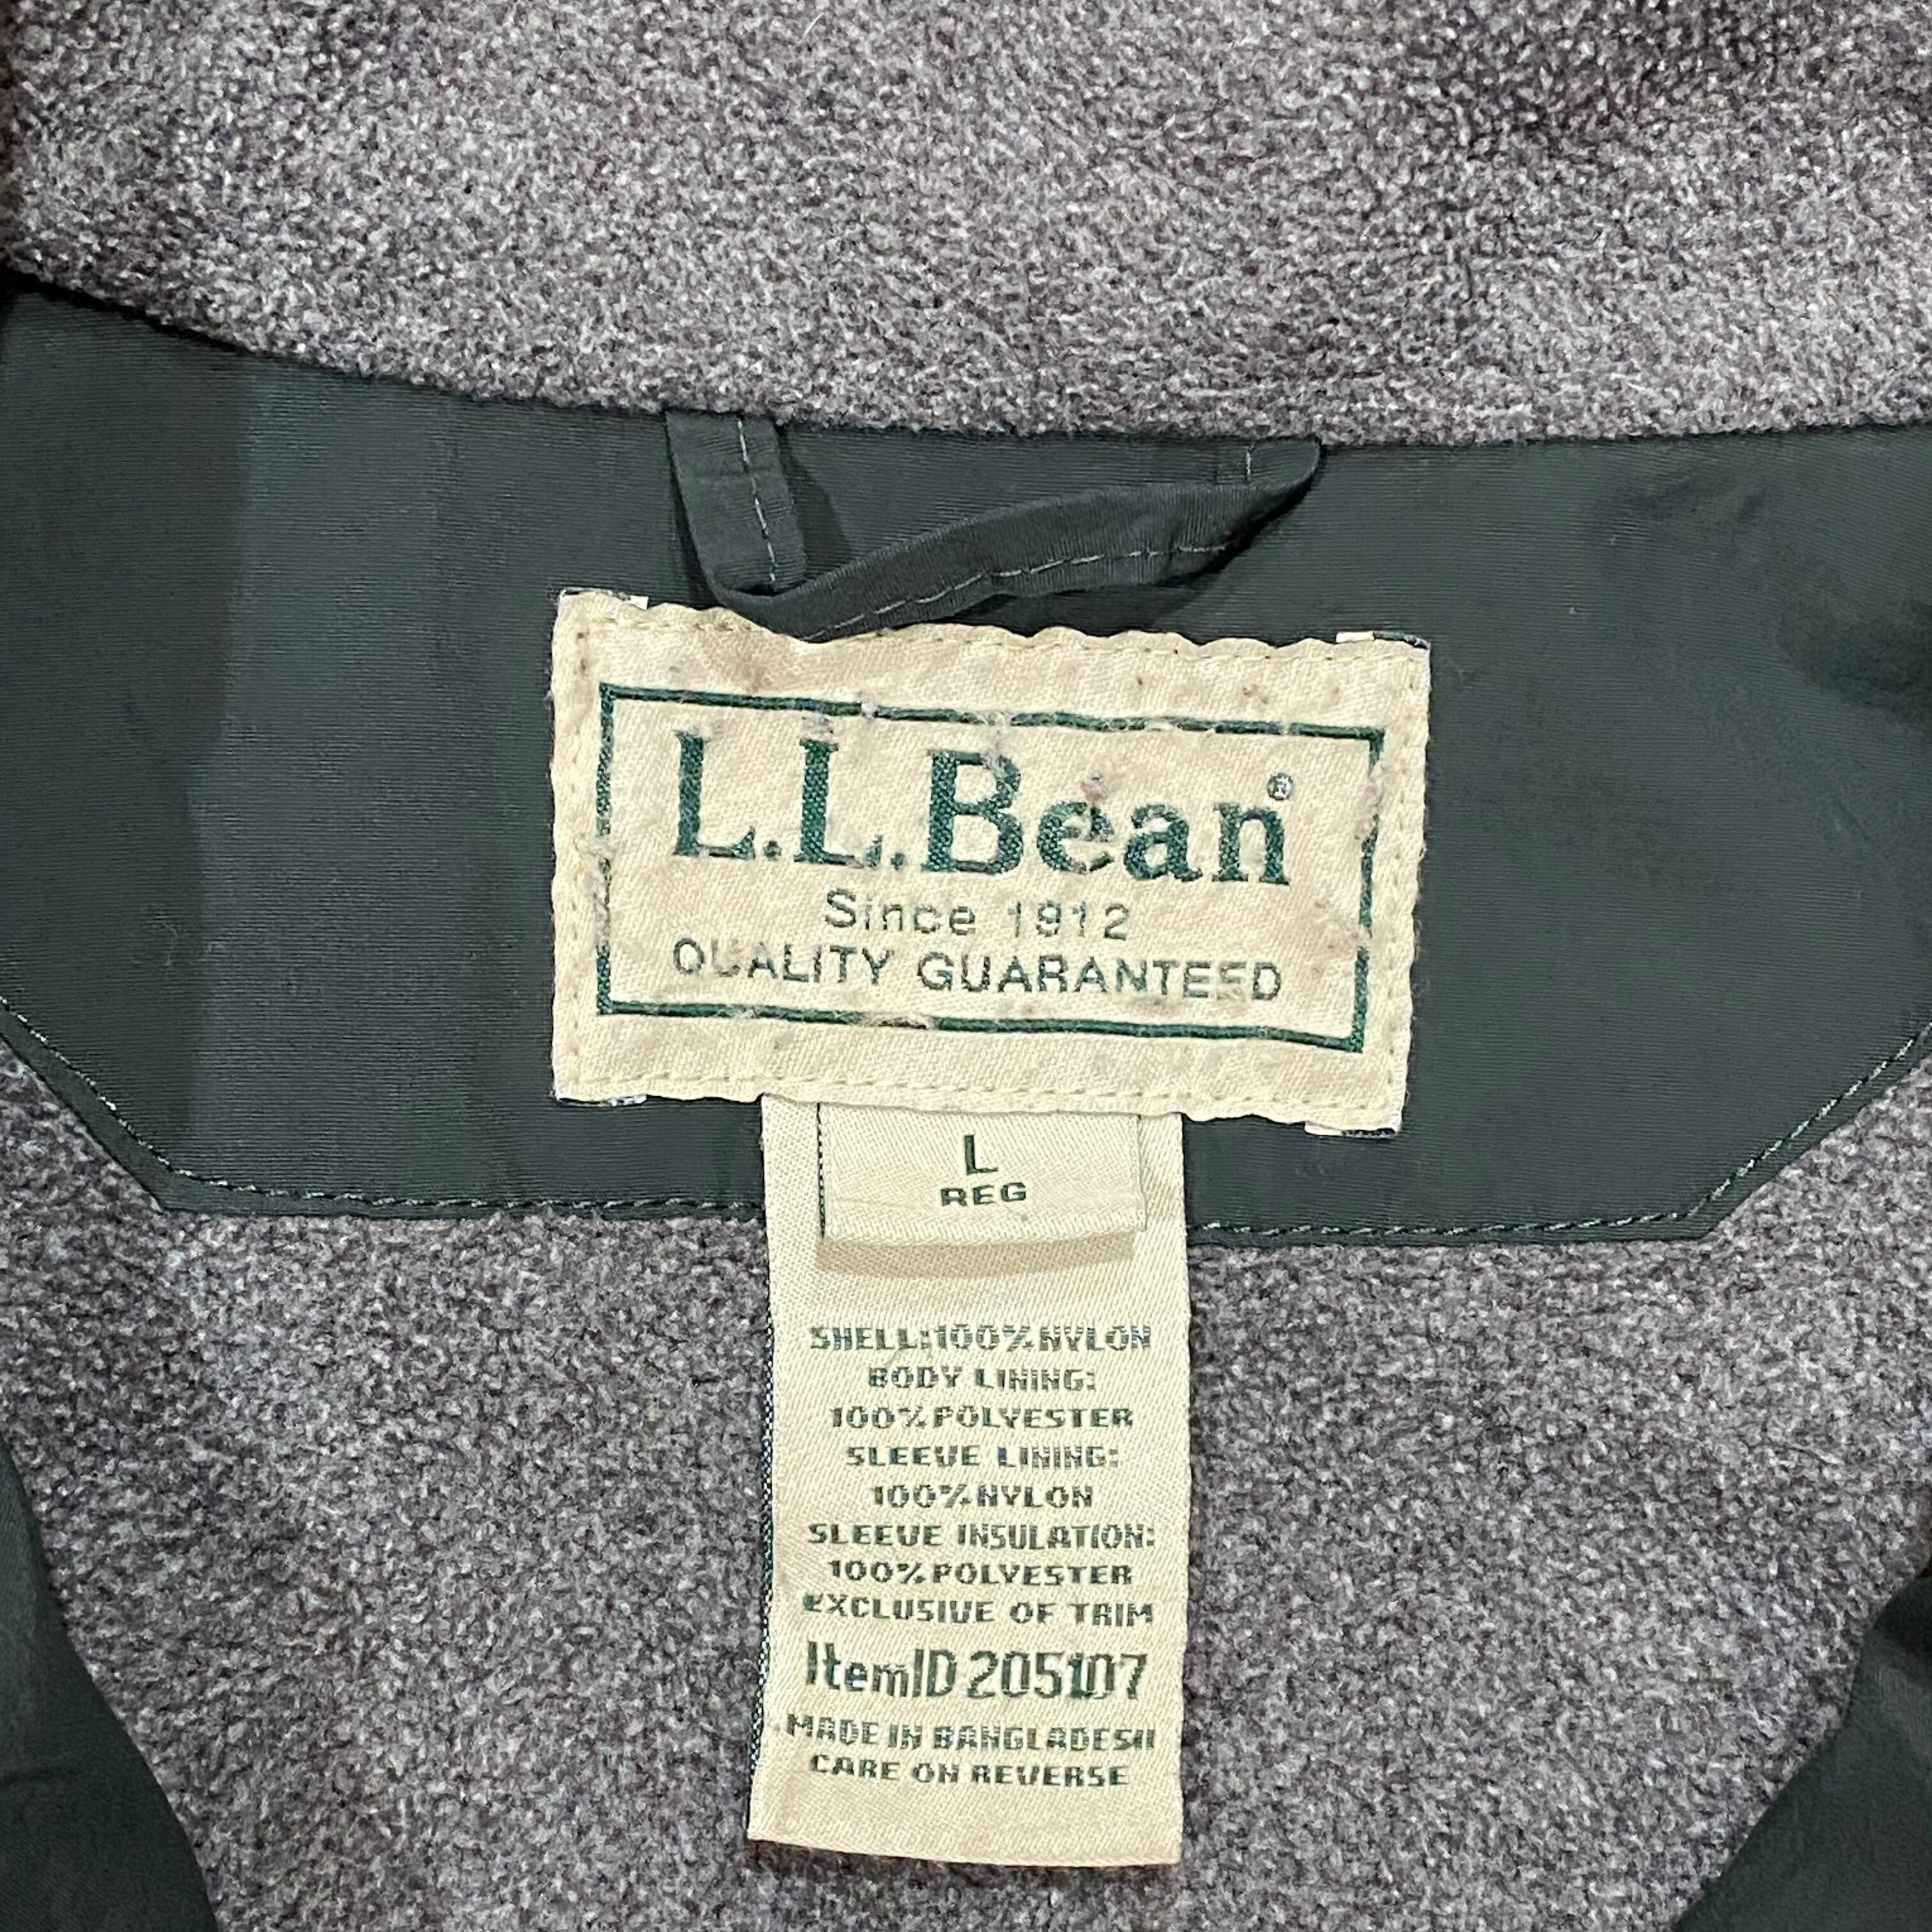 L.L.Bean®
Since 1912
QUALITY GUARANTEED
L
REG
SHELL:100% NYLON
BODY LINING:
100% POLYESTER
SLEEVE LINING:
100% NYLON
SLEEVE INSULATION:
100% POLYESTER
EXCLUSIVE OF TRIM
ItemID 205107
MADE IN BANGLADESH
CARE ON REVERSE